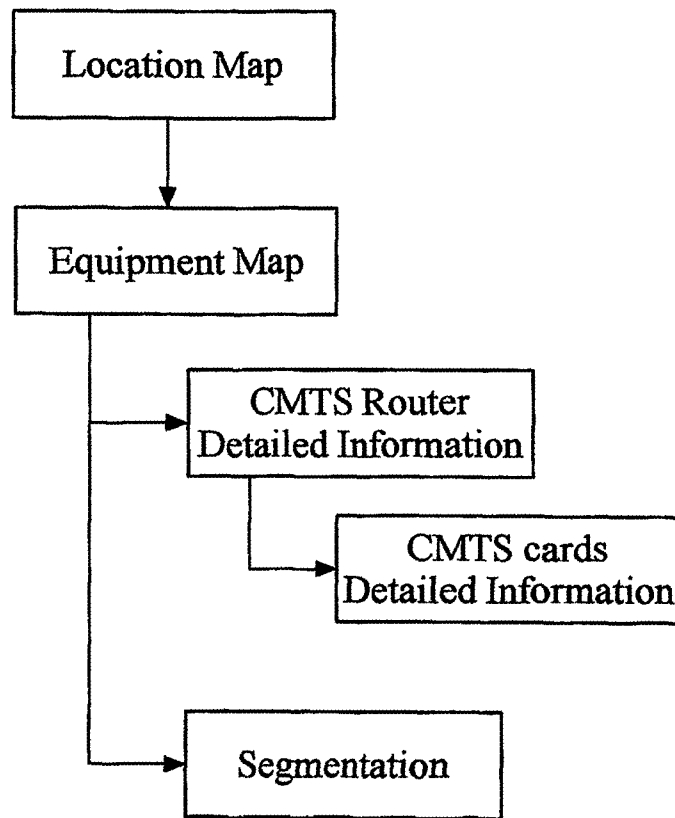 Location Map
Equipment Map
CMTS Router
Detailed Information
CMTS cards
Detailed Information
Segmentation